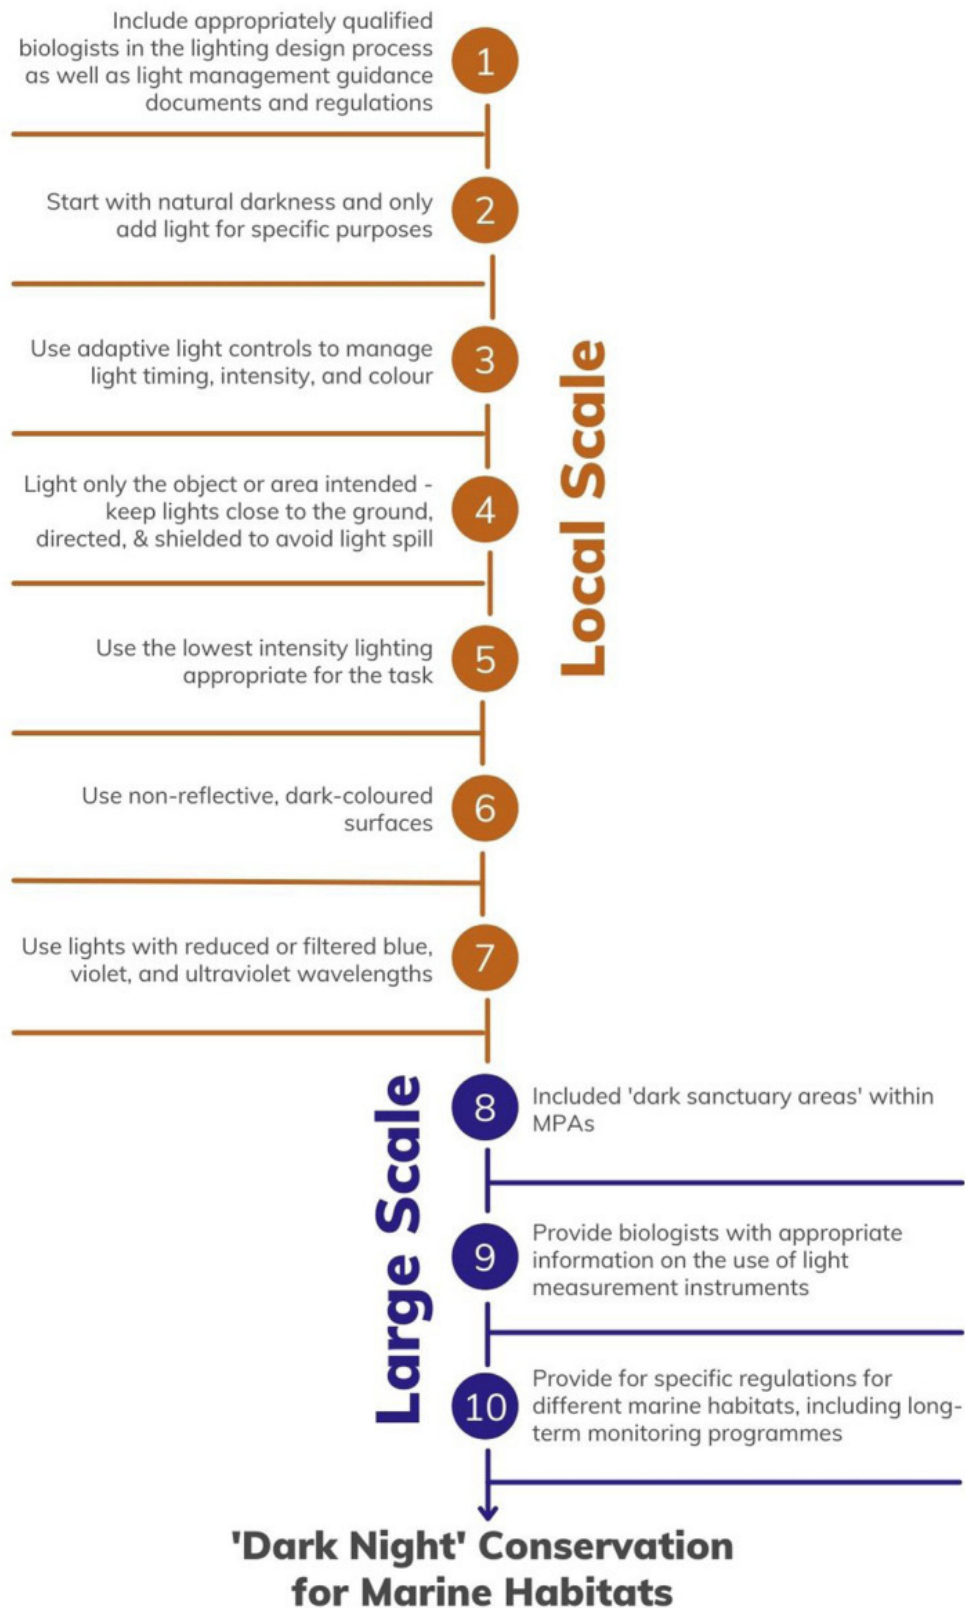 Include appropriately qualified
biologists in the lighting design process
as well as light management guidance
documents and regulations
1
Start with natural darkness and only
add light for specific purposes
2
Use adaptive light controls to manage
light timing, intensity, and colour
3
Light only the object or area intended -
keep lights close to the ground,
directed, & shielded to avoid light spill
4
Use the lowest intensity lighting
appropriate for the task
5
Use non-reflective, dark-coloured
surfaces
6
Use lights with reduced or filtered blue,
violet, and ultraviolet wavelengths
7
Local Scale
Large Scale
8
Included 'dark sanctuary areas' within
MPAs
9
Provide biologists with appropriate
information on the use of light
measurement instruments
10
Provide for specific regulations for
different marine habitats, including long-
term monitoring programmes
'Dark Night' Conservation
for Marine Habitats